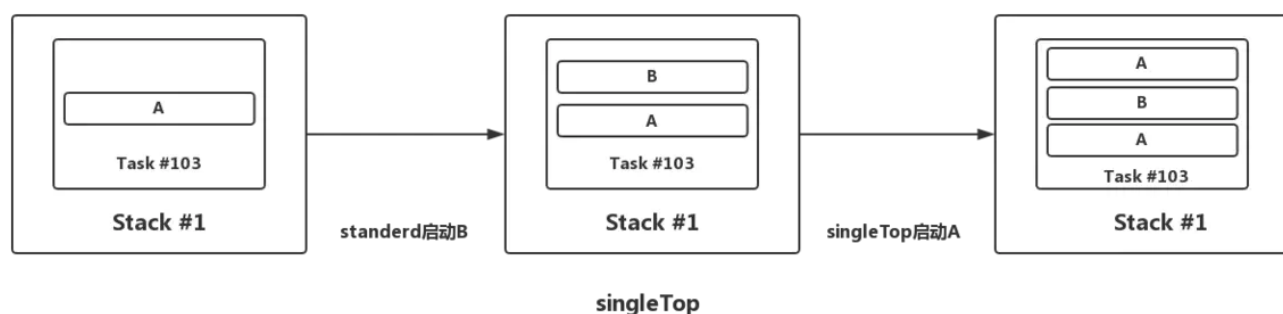 A
Task #103
Stack #1
standerd启动B
B
A
Task #103
Stack #1
singleTop启动A
A
B
A
Task #103
Stack #1
singleTop